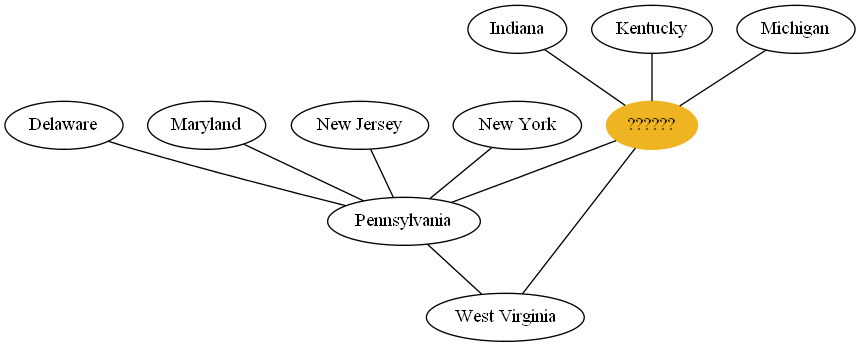 Indiana
Kentucky
Michigan
Delaware
Maryland
New Jersey
New York
??????
Pennsylvania
West Virginia